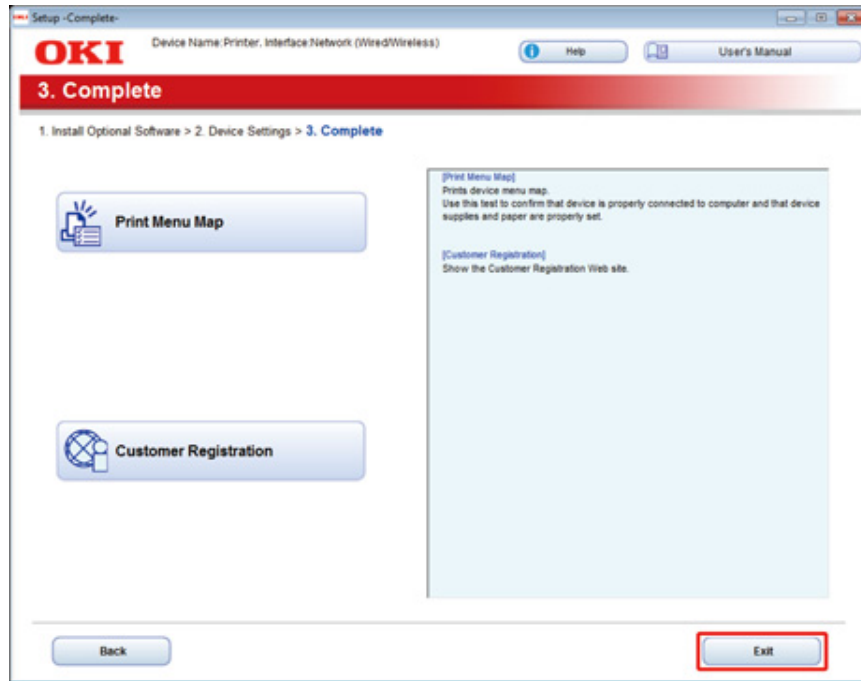 Setup -Complete-
OKI
Device Name:Printer, Interface:Network (Wired/Wireless)
Help
User's Manual
3. Complete
1. Install Optional Software > 2. Device Settings > 3. Complete
Print Menu Map
[Print Menu Map]
Prints device menu map.
Use this test to confirm that device is properly connected to computer and that device
supplies and paper are properly set.
[Customer Registration]
Show the Customer Registration Web site.
Customer Registration
Back
Exit